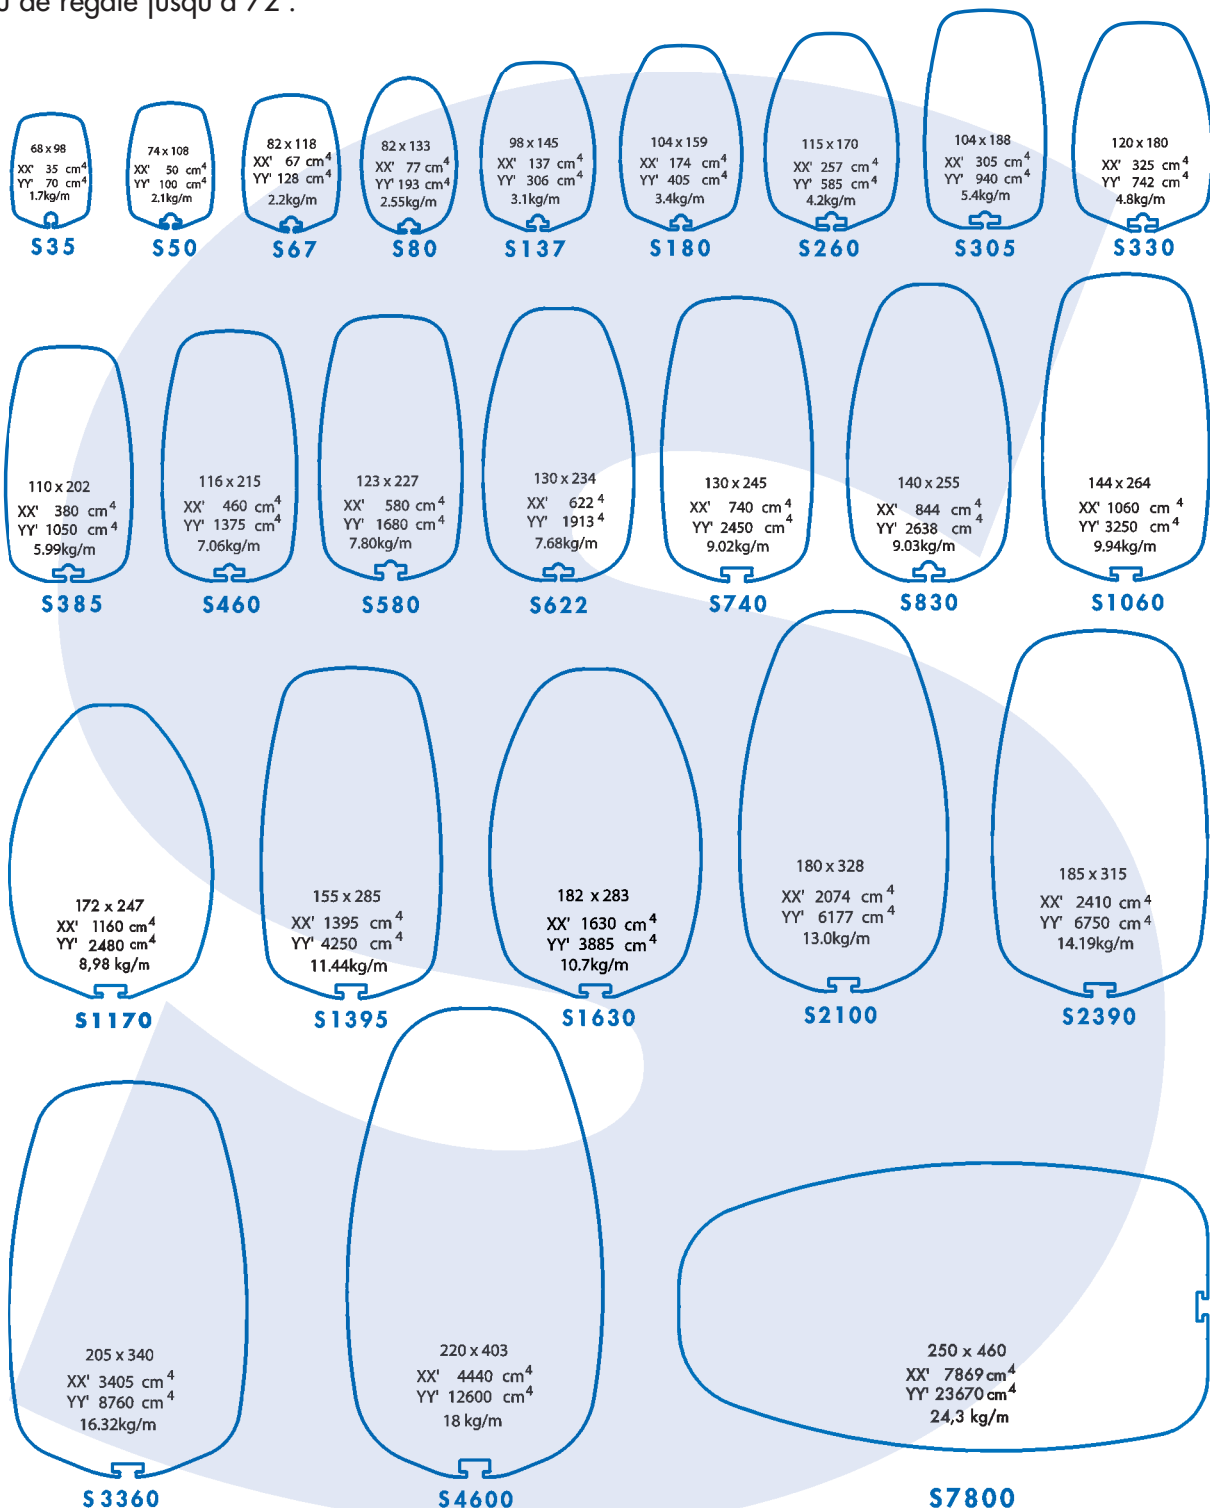 de régate jusqu'à 72'.
68 x 98
XX' 35 cm4
YY' 70 cm4
1.7kg/m
S35
74 x 108
XX' 50 cm4
YY' 100 cm4
2.1kg/m
S50
82 x 118
XX' 67 cm4
YY' 128 cm4
2.2kg/m
S67
82 x 133
XX' 77 cm4
YY' 193 cm4
2.55kg/m
S80
98 x 145
XX' 137 cm4
YY' 306 cm4
3.1kg/m
S137
104 x 159
XX' 174 cm4
YY' 405 cm4
3.4kg/m
S180
115 x 170
XX' 257 cm4
YY' 585 cm4
4.2kg/m
S260
104 x 188
XX' 305 cm4
YY' 940 cm4
5.4kg/m
S305
120 x 180
XX' 325 cm4
YY' 742 cm4
4.8kg/m
S330
110 x 202
XX' 380 cm4
YY' 1050 cm4
5.99kg/m
S385
116 x 215
XX' 460 cm4
YY' 1375 cm4
7.06kg/m
S460
123 x 227
XX' 580 cm4
YY' 1680 cm4
7.80kg/m
S580
130 x 234
XX' 622 4
YY' 1913 4
7.68kg/m
S622
130 x 245
XX' 740 cm4
YY' 2450 cm4
9.02kg/m
S740
140 x 255
XX' 844 cm4
YY' 2638 cm4
9.03kg/m
S830
144 x 264
XX' 1060 cm4
YY' 3250 cm4
9.94kg/m
S1060
172 x 247
XX' 1160 cm4
YY' 2480 cm4
8,98 kg/m
S1170
155 x 285
XX' 1395 cm4
YY' 4250 cm4
11.44kg/m
S1395
182 x 283
XX' 1630 cm4
YY' 3885 cm4
10.7kg/m
S1630
180 x 328
XX' 2074 cm4
YY' 6177 cm4
13.0kg/m
S2100
185 x 315
XX' 2410 cm4
YY' 6750 cm4
14.19kg/m
S2390
205 x 340
XX' 3405 cm4
YY' 8760 cm4
16.32kg/m
S3360
220 x 403
XX' 4440 cm4
YY' 12600 cm4
18 kg/m
S4600
250 x 460
XX' 7869 cm4
YY' 23670 cm4
24,3 kg/m
S7800